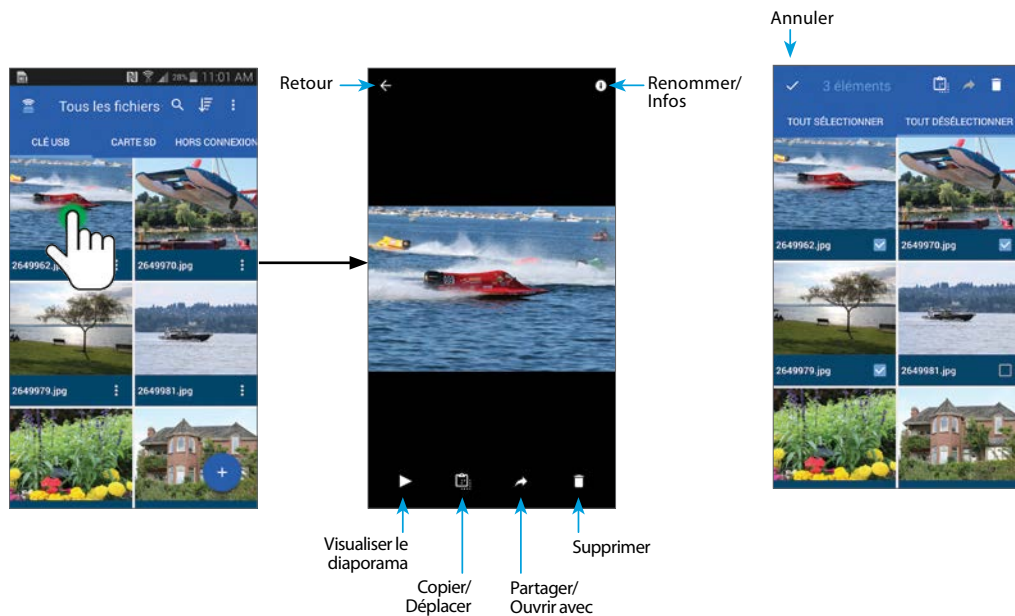 Annuler
28% 11:01 AM
Tous les fichiers
CLÉ USB CARTE SD HORS CONNEXION
2649962.j 2649970.jpg
2649979.jpg 2649981.jpg
+
Retour
Renommer/
Infos
Visualiser le
diaporama
Copier/
Déplacer
Partager/
Ouvrir avec
Supprimer
3 éléments
TOUT SÉLECTIONNER TOUT DÉSÉLECTIONNER
2649962.jpg 2649970.jpg
2649979.jpg 2649981.jpg